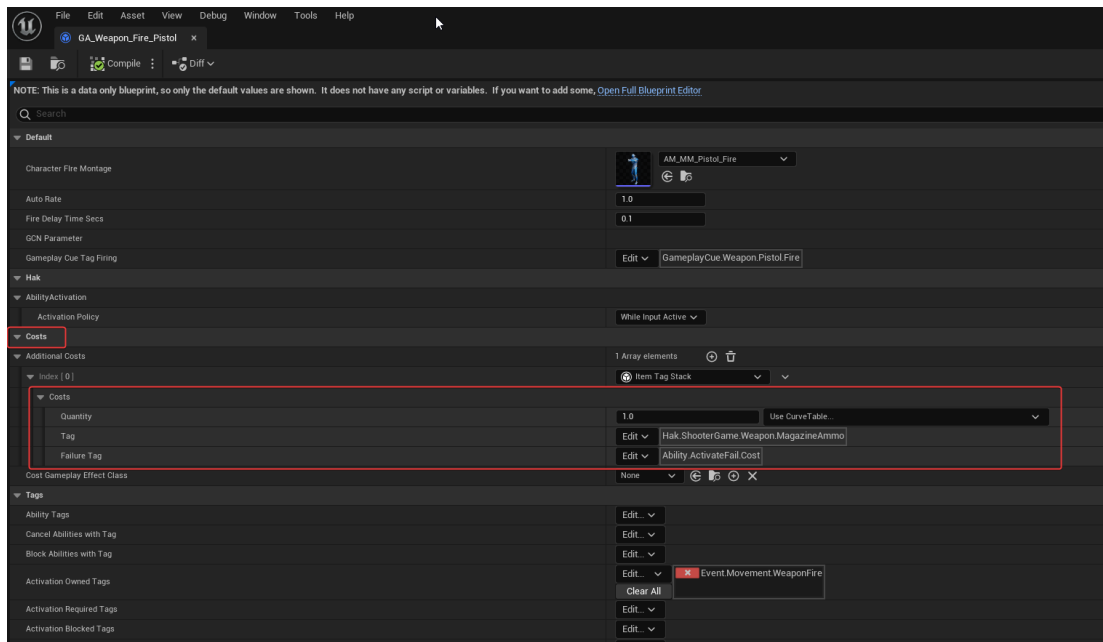 File Edit Asset View Debug Window Tools Help
GA_Weapon_Fire_Pistol
Compile Diff
NOTE: This is a data only blueprint, so only the default values are shown. It does not have any script or variables. If you want to add some, Open Full Blueprint Editor
Search
Default
Character FIre Montage AM_MM_Pistol_Fire
Auto Rate 1.0
Fire Delay Time Secs 0.1
GCN Parameter
Gameplay Cue Tag Firing Edit GameplayCue.Weapon.Pistol.Fire
Hak
AbilityActivation
Activation Policy While Input Active
Costs
Additional Costs 1 Array elements
Index [ 0 ] Item Tag Stack
Costs
Quantity 1.0 Use CurveTable...
Tag Edit Hak.ShooterGame.Weapon.MagazineAmmo
Failure Tag Edit Ability.ActivateFail.Cost
Cost Gameplay Effect Class None
Tags
Ability Tags Edit...
Cancel Abilities with Tag Edit...
Block Abilities with Tag Edit...
Activation Owned Tags Edit... Event.Movement.WeaponFire
Clear All
Activation Required Tags Edit...
Activation Blocked Tags Edit...